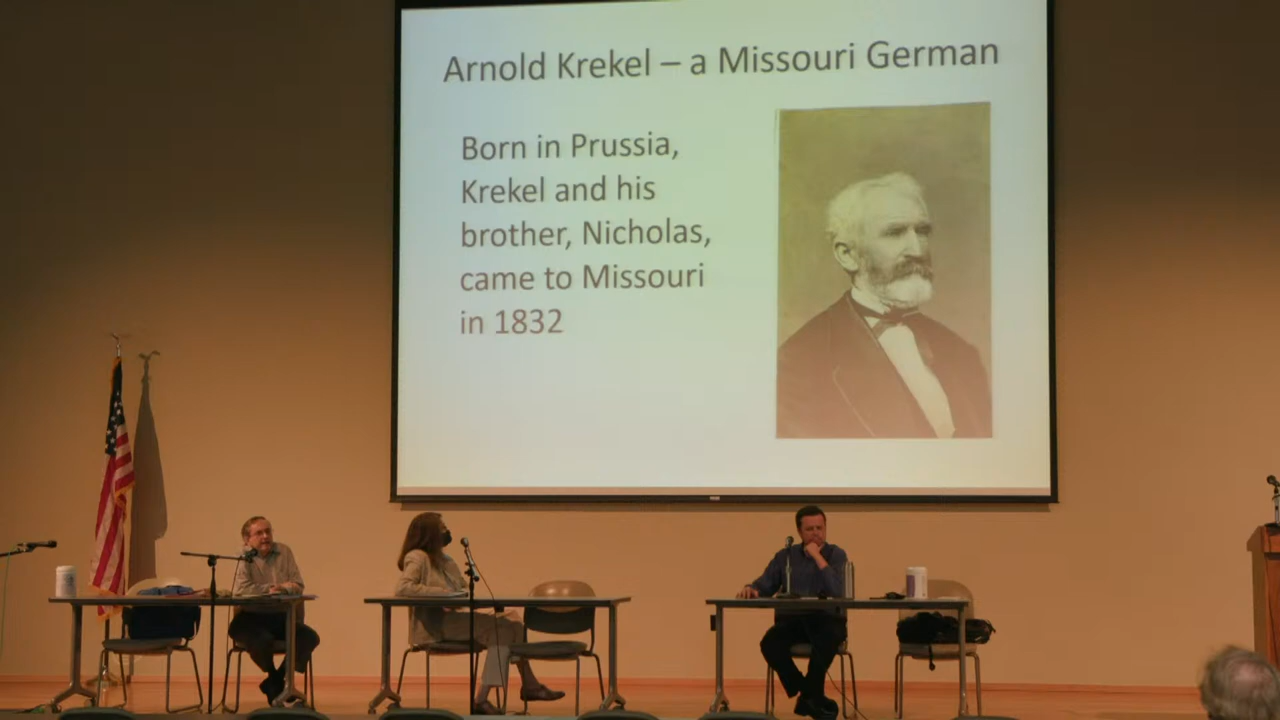 Arnold Krekel – a Missouri German
Born in Prussia,
Krekel and his
brother, Nicholas,
came to Missouri
in 1832